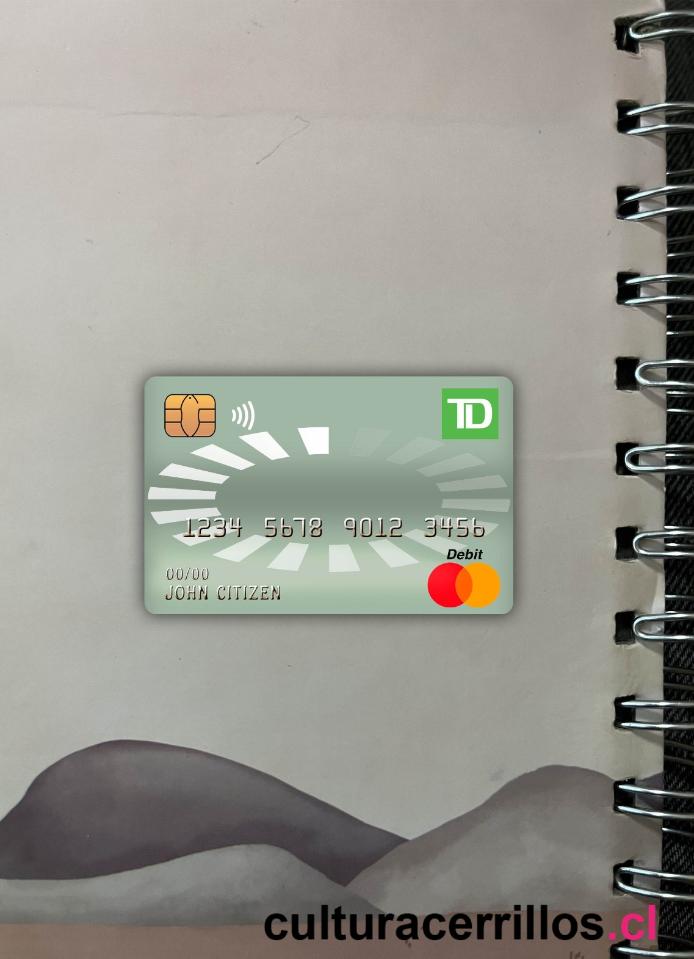 TD
1234 5678 9012 3456
Debit
00/00
JOHN CITIZEN
culturacerrillos.cl